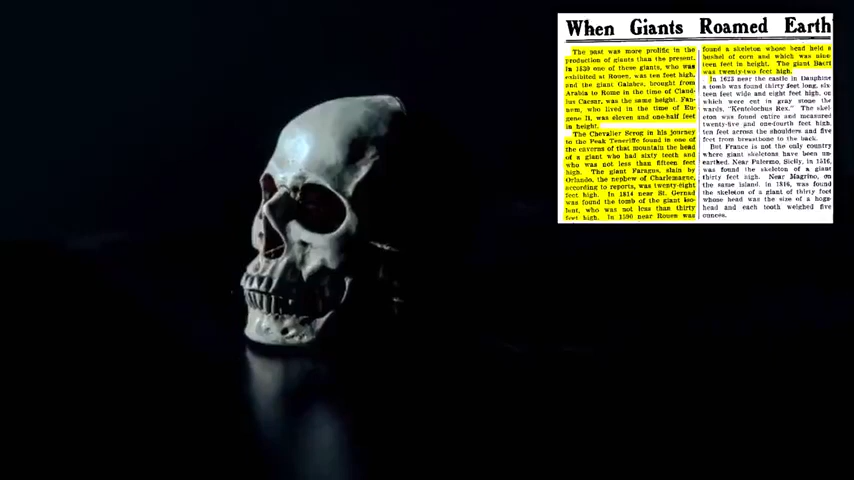 When Giants Roamed Earth
The past was more prolific in the
production of giants than the present.
In 1830 one of these giants, who was
exhibited at Rouen, was ten feet high,
and the giant Galabra, brought from
Arabia to Rome in the time of Claud-
ius Caesar, was the same height. Fan-
num, who lived in the time of Eu-
gene II, was eleven and one-half feet
in height.
The Chevalier Scrog in his journey
to the Peak Teneriffe found in one of
the caverns of that mountain the head
of a giant who had sixty teeth and
who was not less than fifteen feet
high. The giant Faragus, slain by
Orlando, the nephew of Charlemagne,
according to reports, was twenty-eight
feet high. In 1814 near St. Gernad
was found the tomb of the giant Iso-
lent, who was not less than thirty
feet high. In 1590 near Rouen was
found a skeleton whose head held a
bushel of corn and which was nine-
teen feet in height. The giant Bacri
was twenty-two feet high.
In 1623 near the castle in Dauphine
a tomb was found thirty feet long, six-
teen feet wide and eight feet high, on
which were cut in gray stone the
words, "Kentolochus Rex." The skel-
eton was found entire and measured
twenty-five and one-fourth feet high,
ten feet across the shoulders and five
feet from breastbone to the back.
But France is not the only country
where giant skeletons have been un-
earthed. Near Palermo, Sicily, in 1516,
was found the skeleton of a giant
thirty feet high. Near Magrino, on
the same island, in 1816, was found
the skeleton of a giant of thirty feet
whose head was the size of a hogs-
head and each tooth weighed five
ounces.